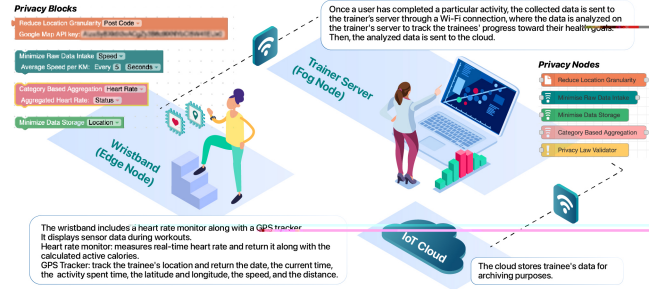 Privacy Blocks
Reduce Location Granularity Post Code
Google Map API key:
Minimize Raw Data Intake Speed
Average Speed per KM: Every 5 Seconds
Category Based Aggregation Heart Rate
Aggregated Heart Rate: Status
Minimize Data Storage Location
Wristband
(Edge Node)
Once a user has completed a particular activity, the collected data is sent
to the trainer's server through a Wi-Fi connection, where the data is analyzed on
the trainer's server to track the trainees' progress toward their health goals.
Then, the analyzed data is sent to the cloud.
Trainer Server
(Fog Node)
Privacy Nodes
Reduce Location Granularity
Minimise Raw Data Intake
Minimise Data Storage
Category Based Aggregation
Privacy Law Validator
The wristband includes a heart rate monitor along with a GPS tracker.
It displays sensor data during workouts.
Heart rate monitor: measures real-time heart rate and return it along with the
calculated active calories.
GPS Tracker: track the trainee's location and return the date, the current time,
the activity spent time, the latitude and longitude, the speed, and the distance.
IoT Cloud
The cloud stores trainee's data for
archiving purposes.